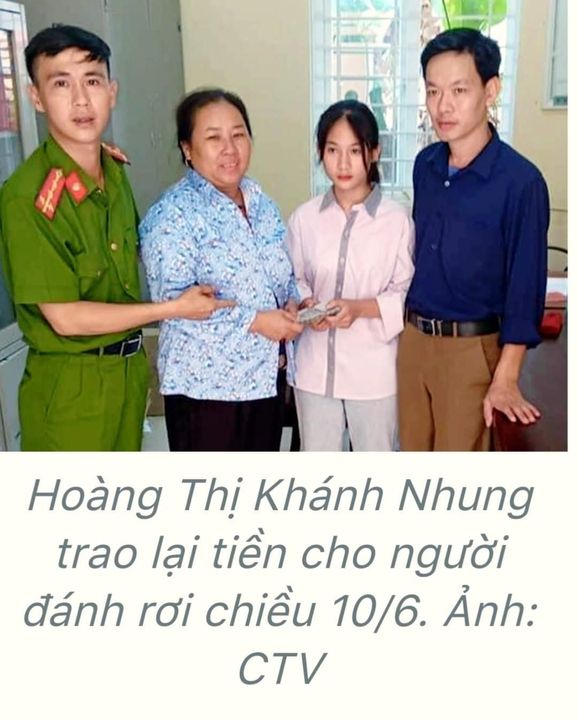 Hoàng Thị Khánh Nhung
trao lại tiền cho người
đánh rơi chiều 10/6. Ảnh:
CTV